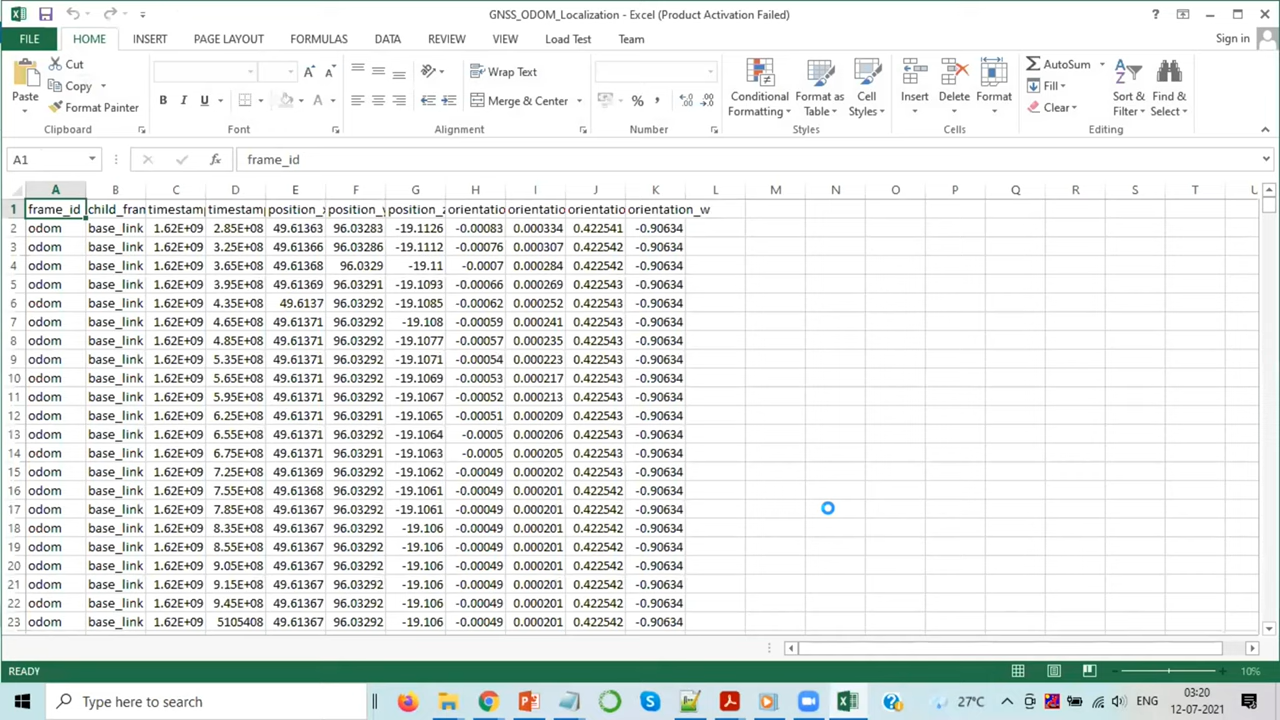 GNSS_ODOM_Localization - Excel (Product Activation Failed)
FILE HOME INSERT PAGE LAYOUT FORMULAS DATA REVIEW VIEW Load Test Team Sign in
Cut
Copy
Format Painter
Paste
Clipboard
B I U A
Font
Wrap Text
Merge & Center
Alignment
%
Number
Conditional Formatting
Format as Table
Cell Styles
Styles
Insert
Delete
Format
Cells
AutoSum
Fill
Clear
Sort & Filter
Find & Select
Editing
A1 fx frame_id
A B C D E F G H I J K L M N O P Q R S T U
1 frame_id child_fran timestam position_x position_y position_z orientatio orientatio orientatio orientation_w
2 odom base_link 1.62E+09 2.85E+08 49.61363 96.03283 -19.1126 -0.00083 0.000334 0.422541 -0.90634
3 odom base_link 1.62E+09 3.25E+08 49.61366 96.03286 -19.1112 -0.00076 0.000307 0.422542 -0.90634
4 odom base_link 1.62E+09 3.65E+08 49.61368 96.0329 -19.11 -0.0007 0.000284 0.422542 -0.90634
5 odom base_link 1.62E+09 3.95E+08 49.61369 96.03291 -19.1093 -0.00066 0.000269 0.422542 -0.90634
6 odom base_link 1.62E+09 4.35E+08 49.6137 96.03292 -19.1085 -0.00062 0.000252 0.422543 -0.90634
7 odom base_link 1.62E+09 4.65E+08 49.61371 96.03292 -19.108 -0.00059 0.000241 0.422543 -0.90634
8 odom base_link 1.62E+09 4.85E+08 49.61371 96.03292 -19.1077 -0.00057 0.000235 0.422543 -0.90634
9 odom base_link 1.62E+09 5.35E+08 49.61371 96.03292 -19.1071 -0.00054 0.000223 0.422543 -0.90634
10 odom base_link 1.62E+09 5.65E+08 49.61371 96.03292 -19.1069 -0.00053 0.000217 0.422543 -0.90634
11 odom base_link 1.62E+09 5.95E+08 49.61371 96.03292 -19.1067 -0.00052 0.000213 0.422543 -0.90634
12 odom base_link 1.62E+09 6.25E+08 49.61371 96.03291 -19.1065 -0.00051 0.000209 0.422543 -0.90634
13 odom base_link 1.62E+09 6.55E+08 49.61371 96.03292 -19.1064 -0.0005 0.000206 0.422543 -0.90634
14 odom base_link 1.62E+09 6.75E+08 49.61371 96.03291 -19.1063 -0.0005 0.000205 0.422543 -0.90634
15 odom base_link 1.62E+09 7.25E+08 49.61369 96.03292 -19.1062 -0.00049 0.000202 0.422543 -0.90634
16 odom base_link 1.62E+09 7.55E+08 49.61368 96.03292 -19.1061 -0.00049 0.000201 0.422542 -0.90634
17 odom base_link 1.62E+09 7.85E+08 49.61367 96.03292 -19.1061 -0.00049 0.000201 0.422542 -0.90634
18 odom base_link 1.62E+09 8.35E+08 49.61367 96.03292 -19.106 -0.00049 0.000201 0.422542 -0.90634
19 odom base_link 1.62E+09 8.55E+08 49.61367 96.03292 -19.106 -0.00049 0.000201 0.422542 -0.90634
20 odom base_link 1.62E+09 9.05E+08 49.61367 96.03292 -19.106 -0.00049 0.000201 0.422542 -0.90634
21 odom base_link 1.62E+09 9.15E+08 49.61367 96.03292 -19.106 -0.00049 0.000201 0.422542 -0.90634
22 odom base_link 1.62E+09 9.45E+08 49.61367 96.03292 -19.106 -0.00049 0.000201 0.422542 -0.90634
23 odom base_link 1.62E+09 5105408 49.61367 96.03292 -19.106 -0.00049 0.000201 0.422542 -0.90634
READY 10%
Type here to search 27°C ENG 03:20
12-07-2021